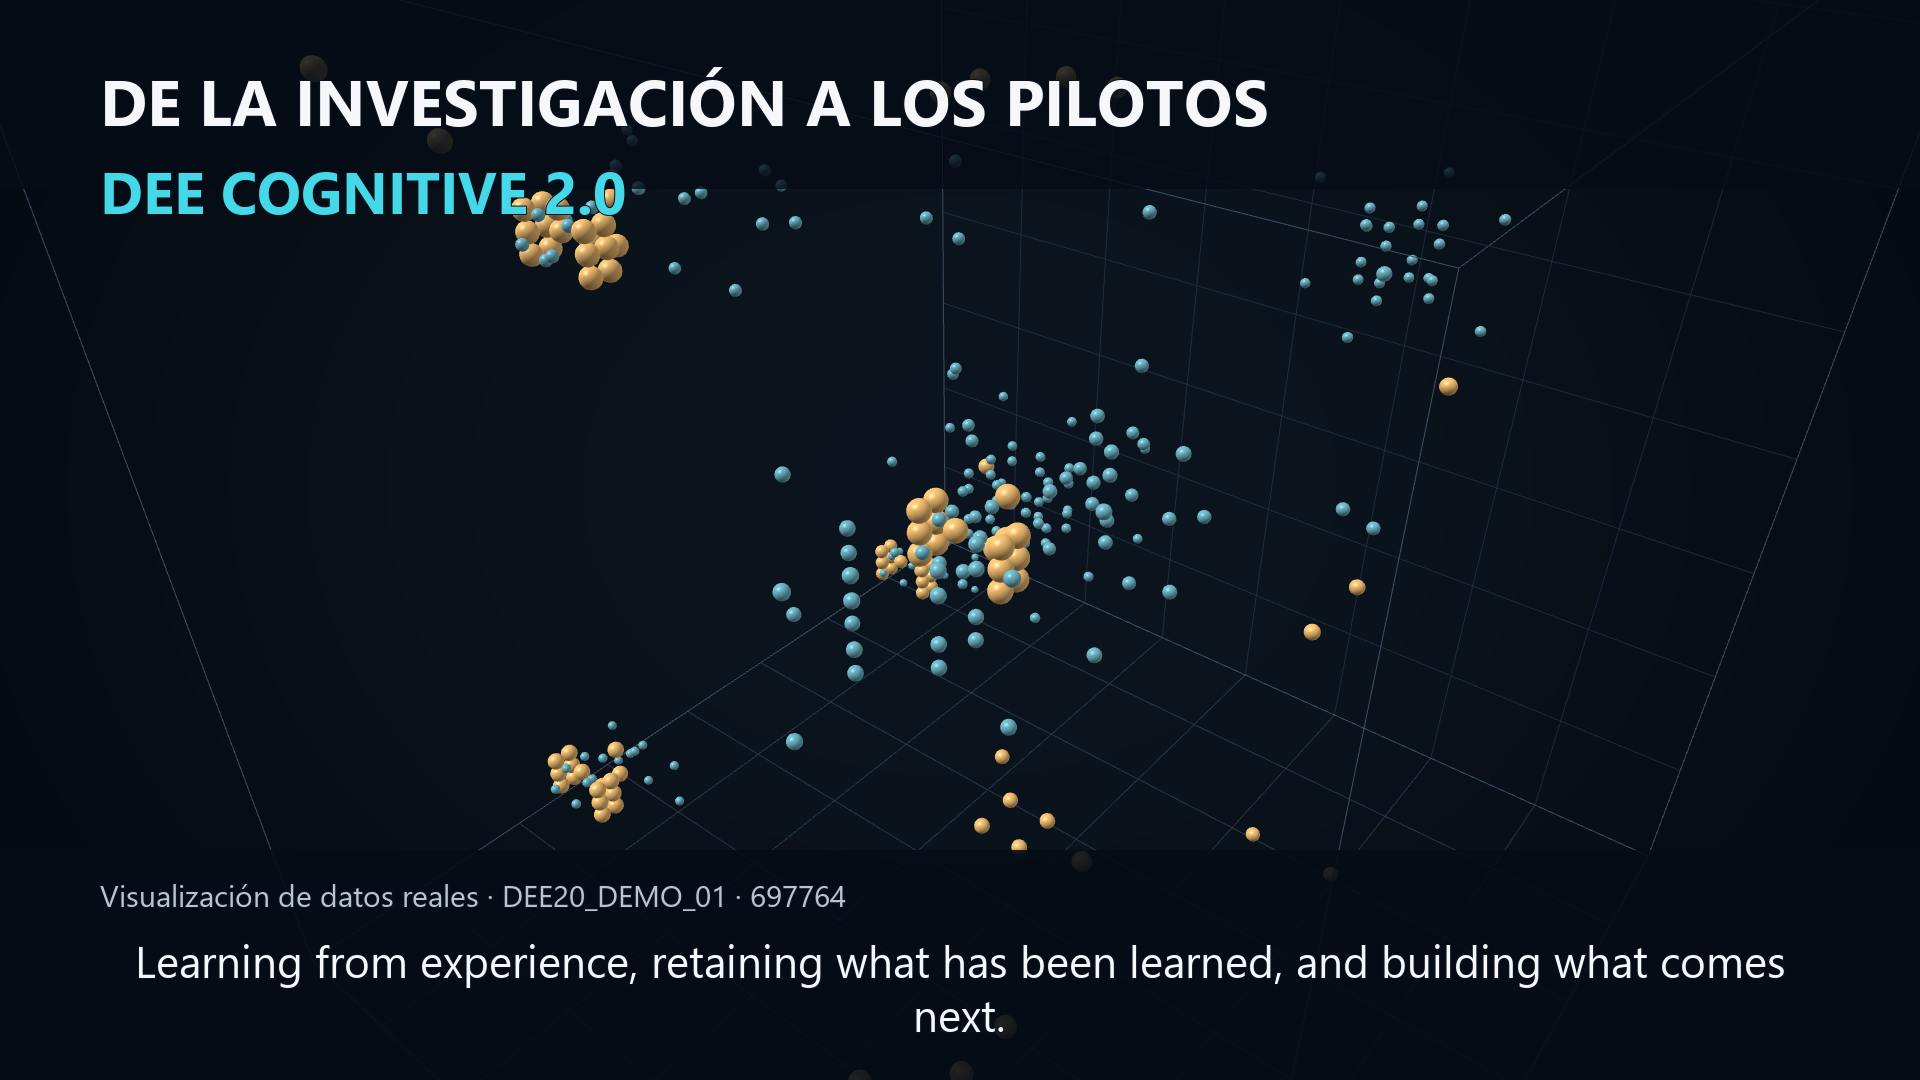 DE LA INVESTIGACIÓN A LOS PILOTOS
DEE COGNITIVE 2.0
Visualización de datos reales · DEE20_DEMO_01 · 697764
Learning from experience, retaining what has been learned, and building what comes
next.